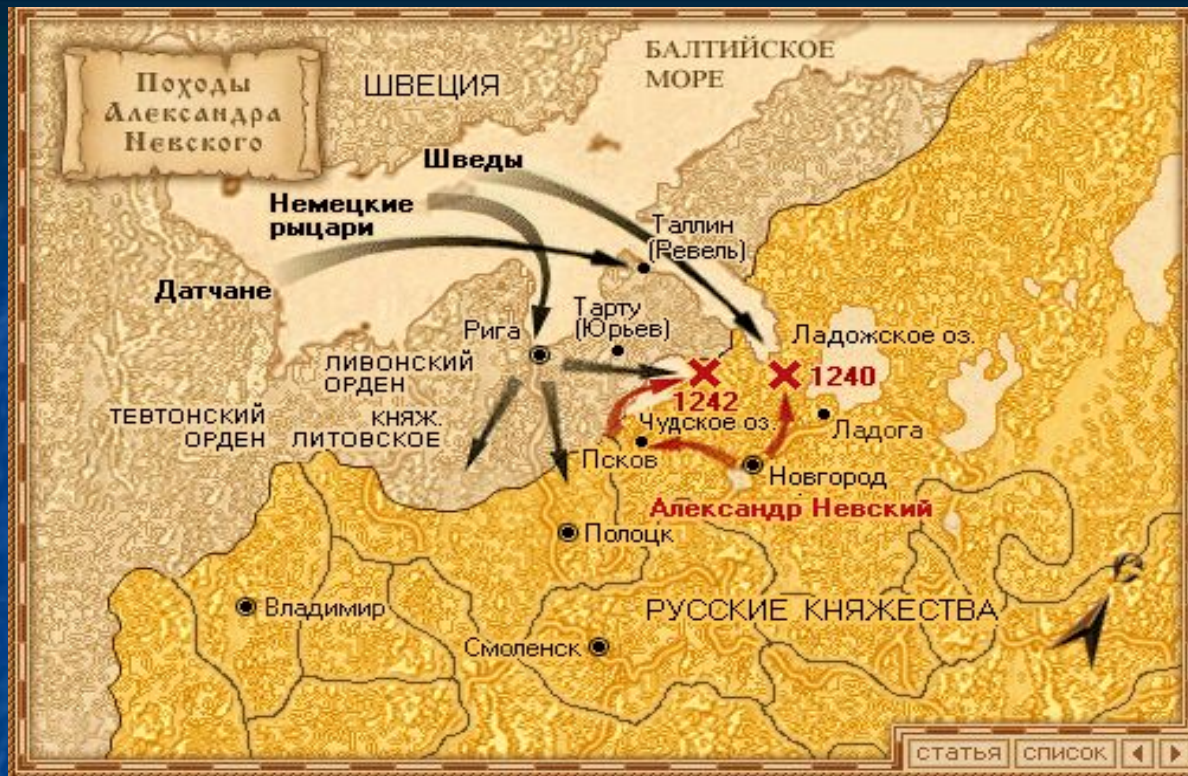 Походы
Александра
Невского
ШВЕЦИЯ
БАЛТИЙСКОЕ
МОРЕ
Шведы
Немецкие
рыцари
Датчане
Таллин
(Ревель)
Тарту
(Юрьев)
Рига
Ладожское оз.
ЛИВОНСКИЙ
ОРДЕН
1240
1242
ТЕВТОНСКИЙ
ОРДЕН
КНЯЖ.
ЛИТОВСКОЕ
Чудское оз.
Ладога
Псков
Новгород
Александр Невский
Полоцк
Владимир
РУССКИЕ КНЯЖЕСТВА
Смоленск
с
статья список